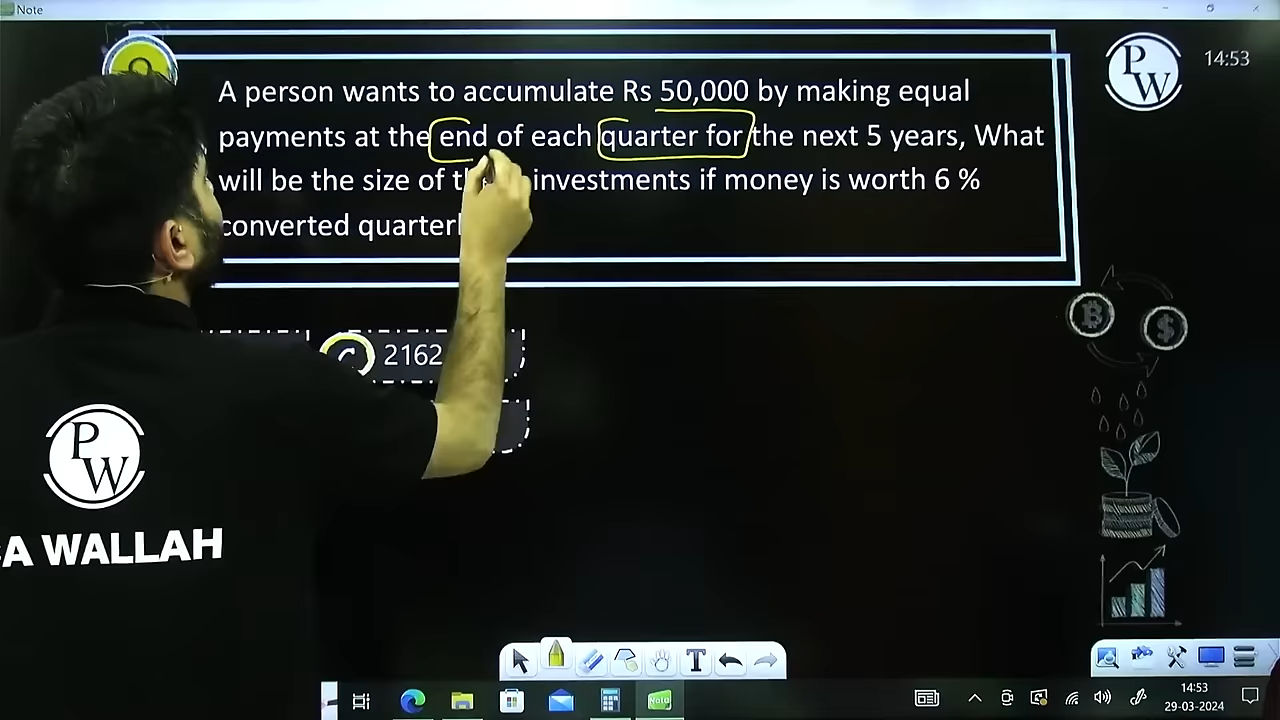 Note
14:53
A person wants to accumulate Rs 50,000 by making equal
payments at the end of each quarter for the next 5 years, What
will be the size of investments if money is worth 6 %
converted
PW
C 2162
PW
WALLAH
T
14:53
29-03-2024